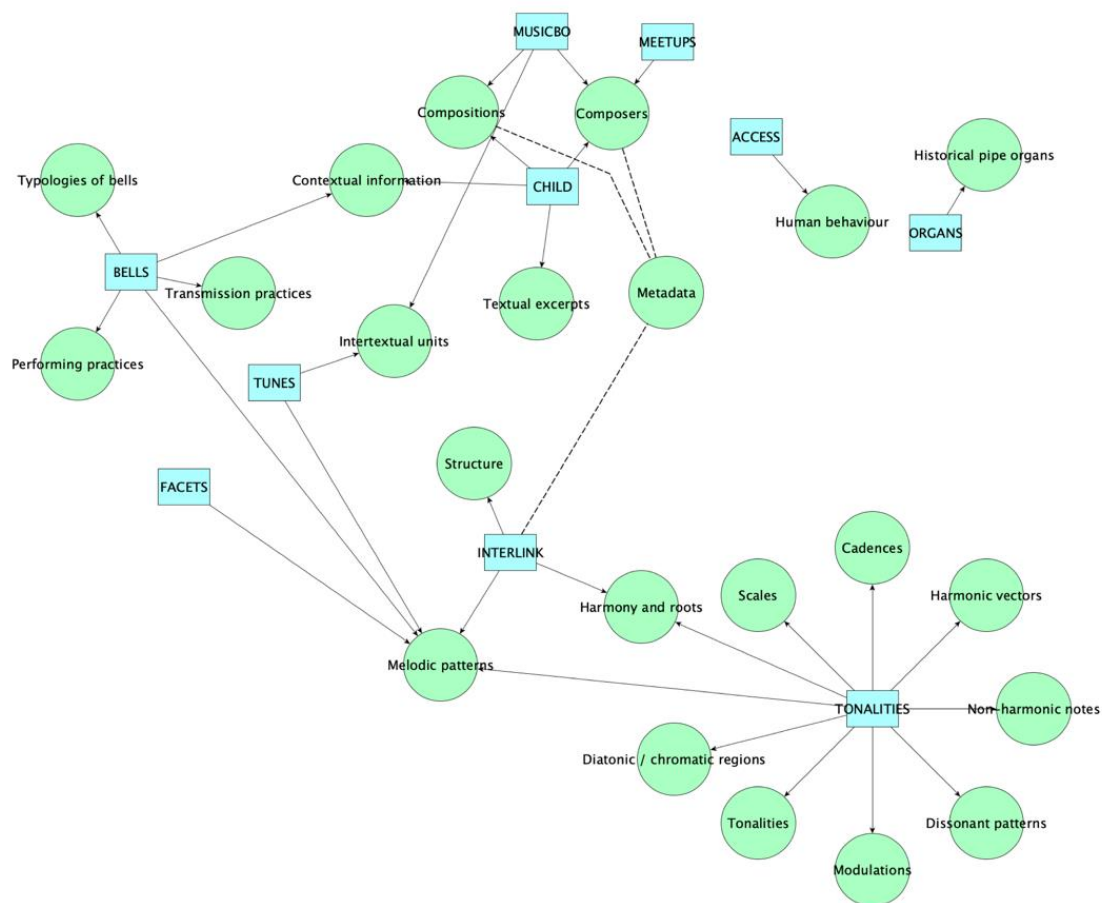 MUSICBO
MEETUPS
Compositions
Composers
ACCESS
Historical pipe organs
Typologies of bells
Contextual information
CHILD
Human behaviour
ORGANS
BELLS
Transmission practices
Textual excerpts
Metadata
Intertextual units
Performing practices
TUNES
Structure
FACETS
INTERLINK
Cadences
Scales
Harmonic vectors
Harmony and roots
Melodic patterns
TONALITIES
Non-harmonic notes
Diatonic / chromatic regions
Tonalities
Dissonant patterns
Modulations